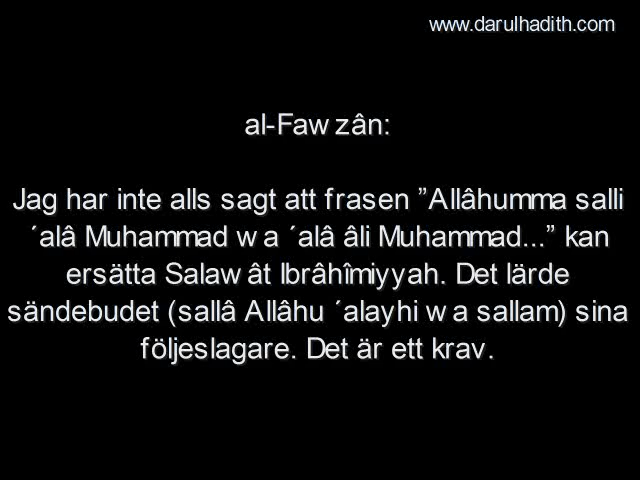 www.darulhadith.com
al-Fawzân:
Jag har inte alls sagt att frasen ”Allâhumma salli
´alâ Muhammad wa ´alâ âli Muhammad...” kan
ersätta Salawât Ibrâhîmiyyah. Det lärde
sändebudet (sallâ Allâhu ´alayhi wa sallam) sina
följeslagare. Det är ett krav.